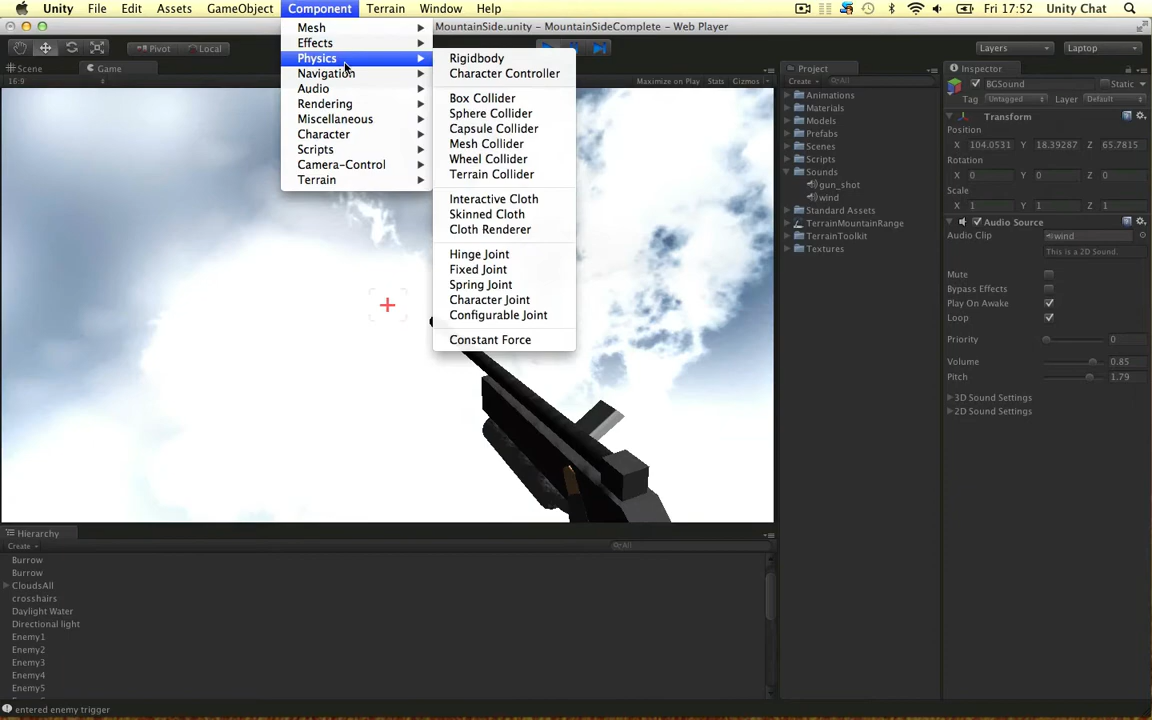 Unity File Edit Assets GameObject Component Terrain Window Help Fri 17:52 Unity Chat
MountainSide.unity – MountainSideComplete – Web Player
Pivot Local Layers Laptop
Scene Game
16:9 Maximize on Play Stats Gizmos
Mesh
Effects
Physics
Navigation
Audio
Rendering
Miscellaneous
Character
Scripts
Camera-Control
Terrain
Rigidbody
Character Controller
Box Collider
Sphere Collider
Capsule Collider
Mesh Collider
Wheel Collider
Terrain Collider
Interactive Cloth
Skinned Cloth
Cloth Renderer
Hinge Joint
Fixed Joint
Spring Joint
Character Joint
Configurable Joint
Constant Force
Project
Create All
Animations
Materials
Models
Prefabs
Scenes
Scripts
Sounds
gun_shot
wind
Standard Assets
TerrainMountainRange
TerrainToolkit
Textures
Inspector
BGSound Static
Tag Untagged Layer Default
Transform
Position
X 104.0531 Y 18.39287 Z 65.7815
Rotation
X 0 Y 0 Z 0
Scale
X 1 Y 1 Z 1
Audio Source
Audio Clip wind
This is a 2D Sound.
Mute
Bypass Effects
Play On Awake
Loop
Priority 0
Volume 0.85
Pitch 1.79
3D Sound Settings
2D Sound Settings
Hierarchy
Create All
Burrow
Burrow
CloudsAll
crosshairs
Daylight Water
Directional light
Enemy1
Enemy2
Enemy3
Enemy4
Enemy5
entered enemy trigger